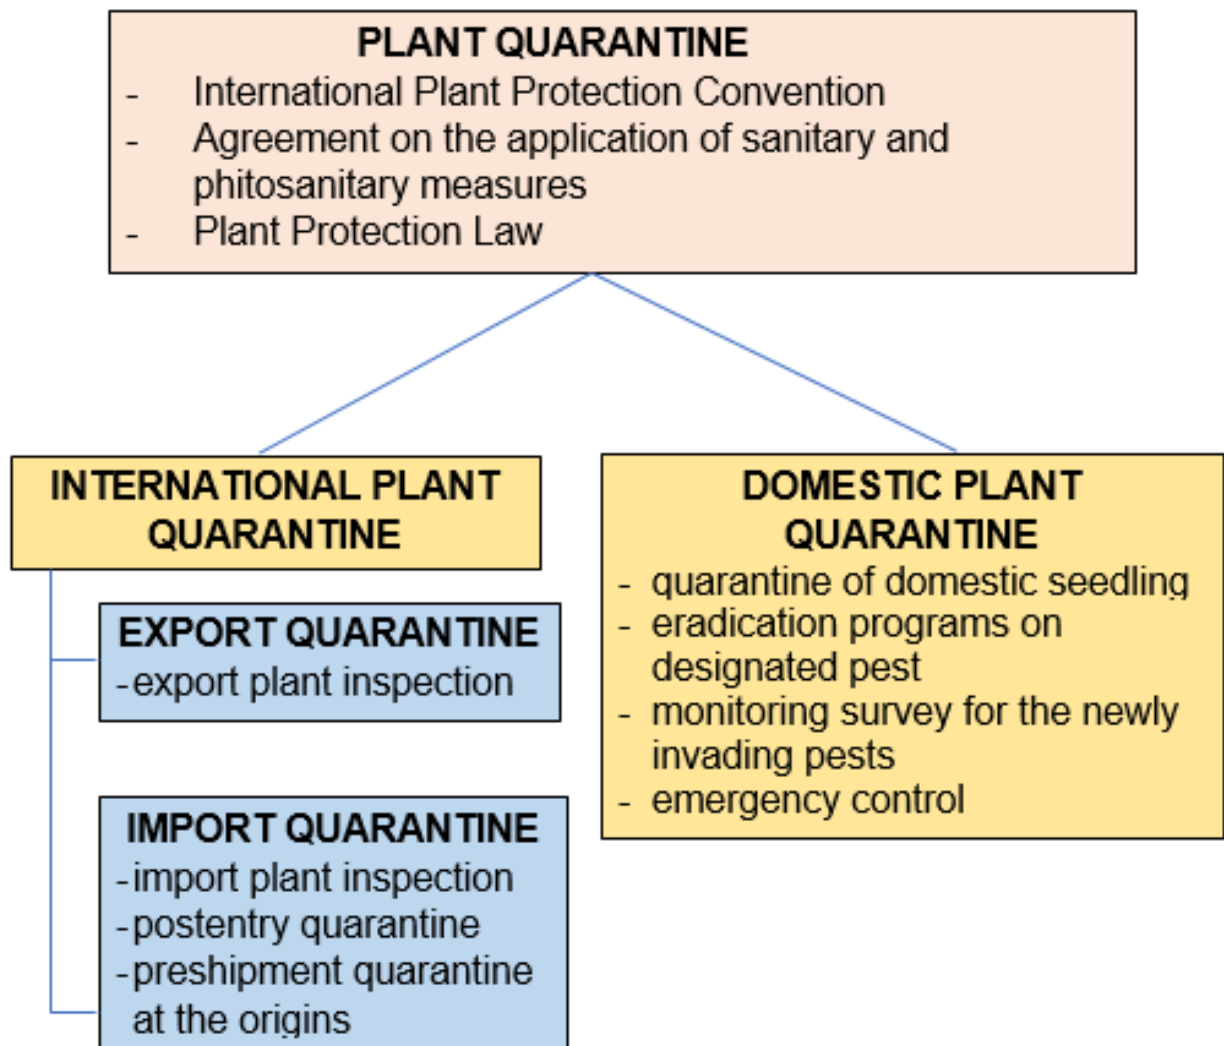 PLANT QUARANTINE
- International Plant Protection Convention
- Agreement on the application of sanitary and
phitosanitary measures
- Plant Protection Law
INTERNATIONAL PLANT
QUARANTINE
EXPORT QUARANTINE
-export plant inspection
IMPORT QUARANTINE
-import plant inspection
-postentry quarantine
-preshipment quarantine
at the origins
DOMESTIC PLANT
QUARANTINE
- quarantine of domestic seedling
- eradication programs on
designated pest
- monitoring survey for the newly
invading pests
- emergency control